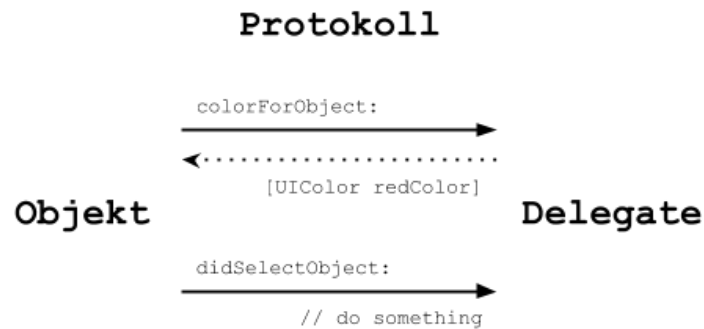 Protokoll
colorForObject:
[UIColor redColor]
Objekt
Delegate
didSelectObject:
// do something